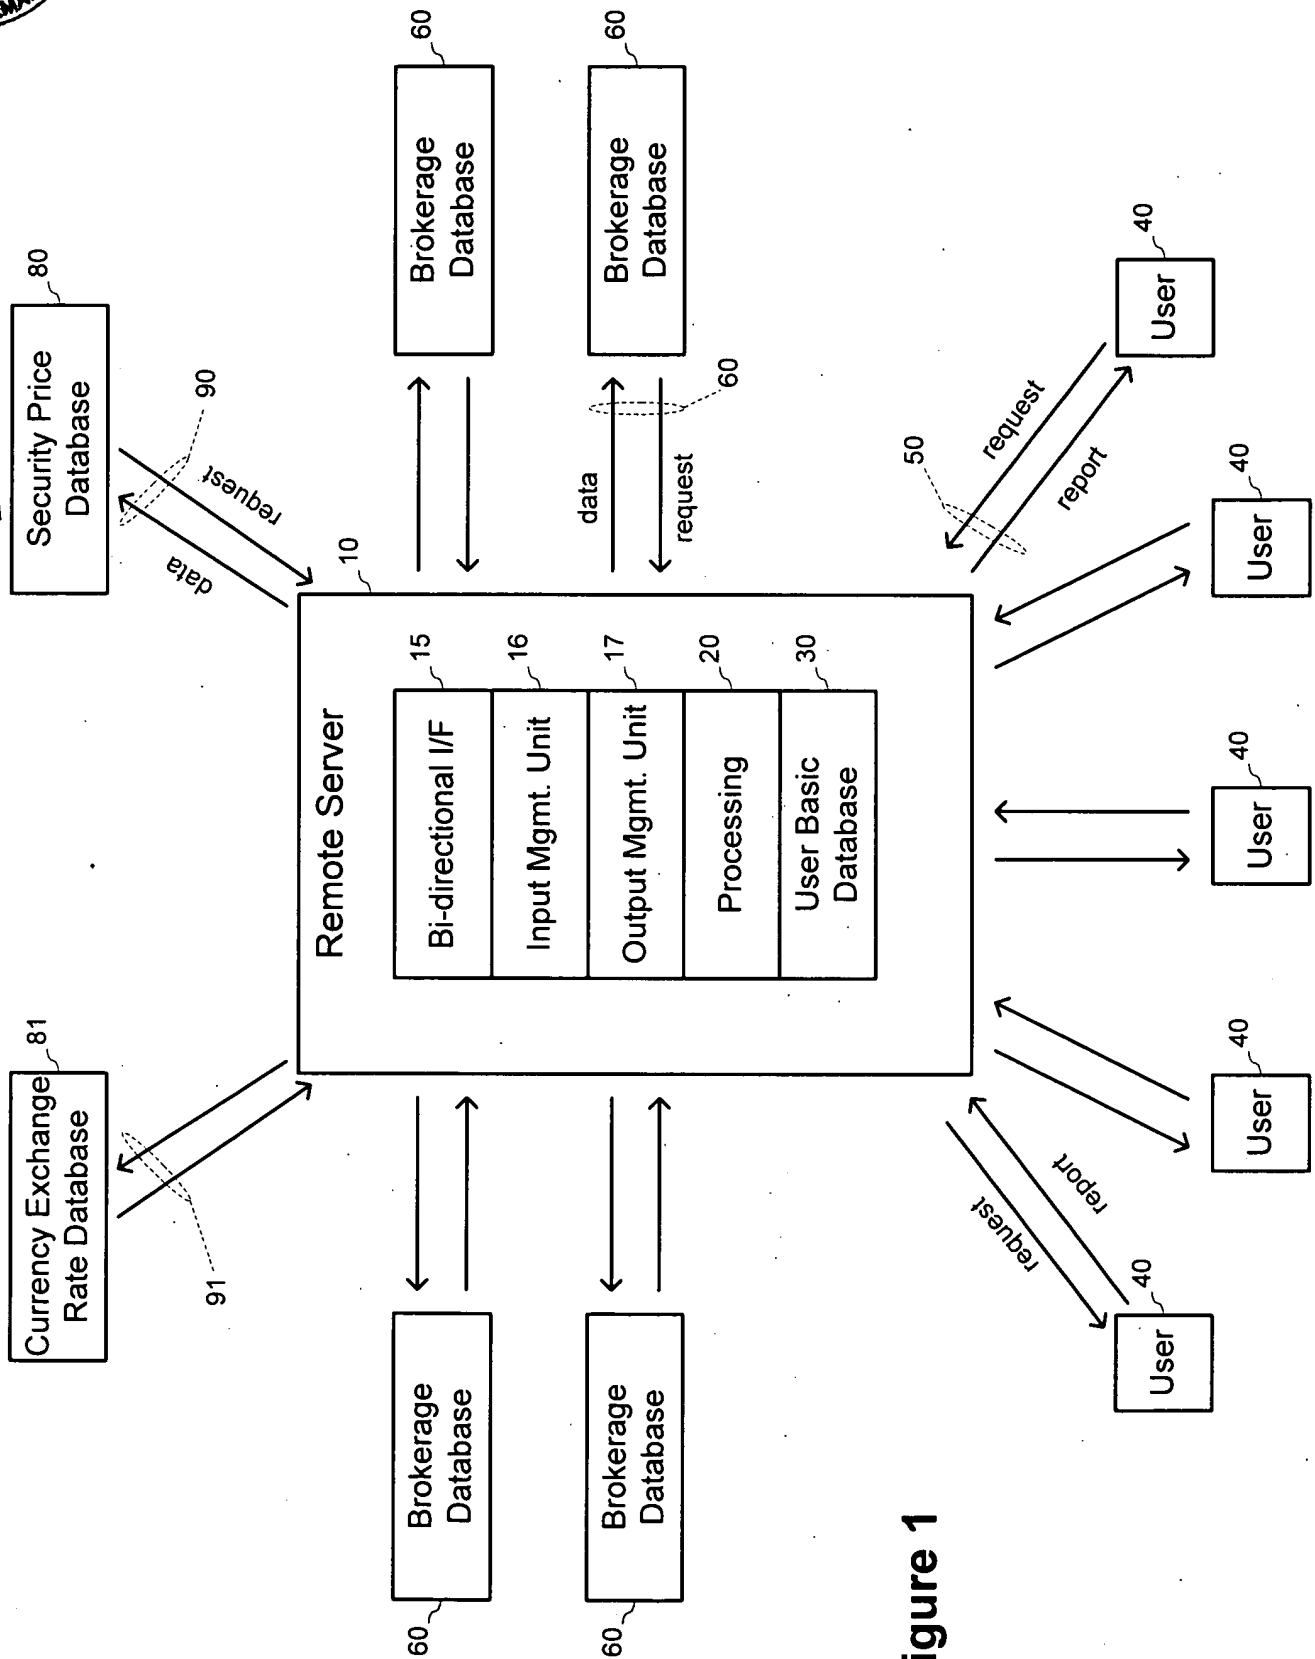 Currency Exchange
Rate Database
81
91
Security Price
Database
80
90
data
request
Remote Server
10
Bi-directional I/F
15
Input Mgmt. Unit
16
Output Mgmt. Unit
17
Processing
20
User Basic
Database
30
Brokerage
Database
60
Brokerage
Database
60
Brokerage
Database
60
Brokerage
Database
60
data
request
60
request
report
User
40
User
40
User
40
User
40
User
40
50
request
report
igure 1